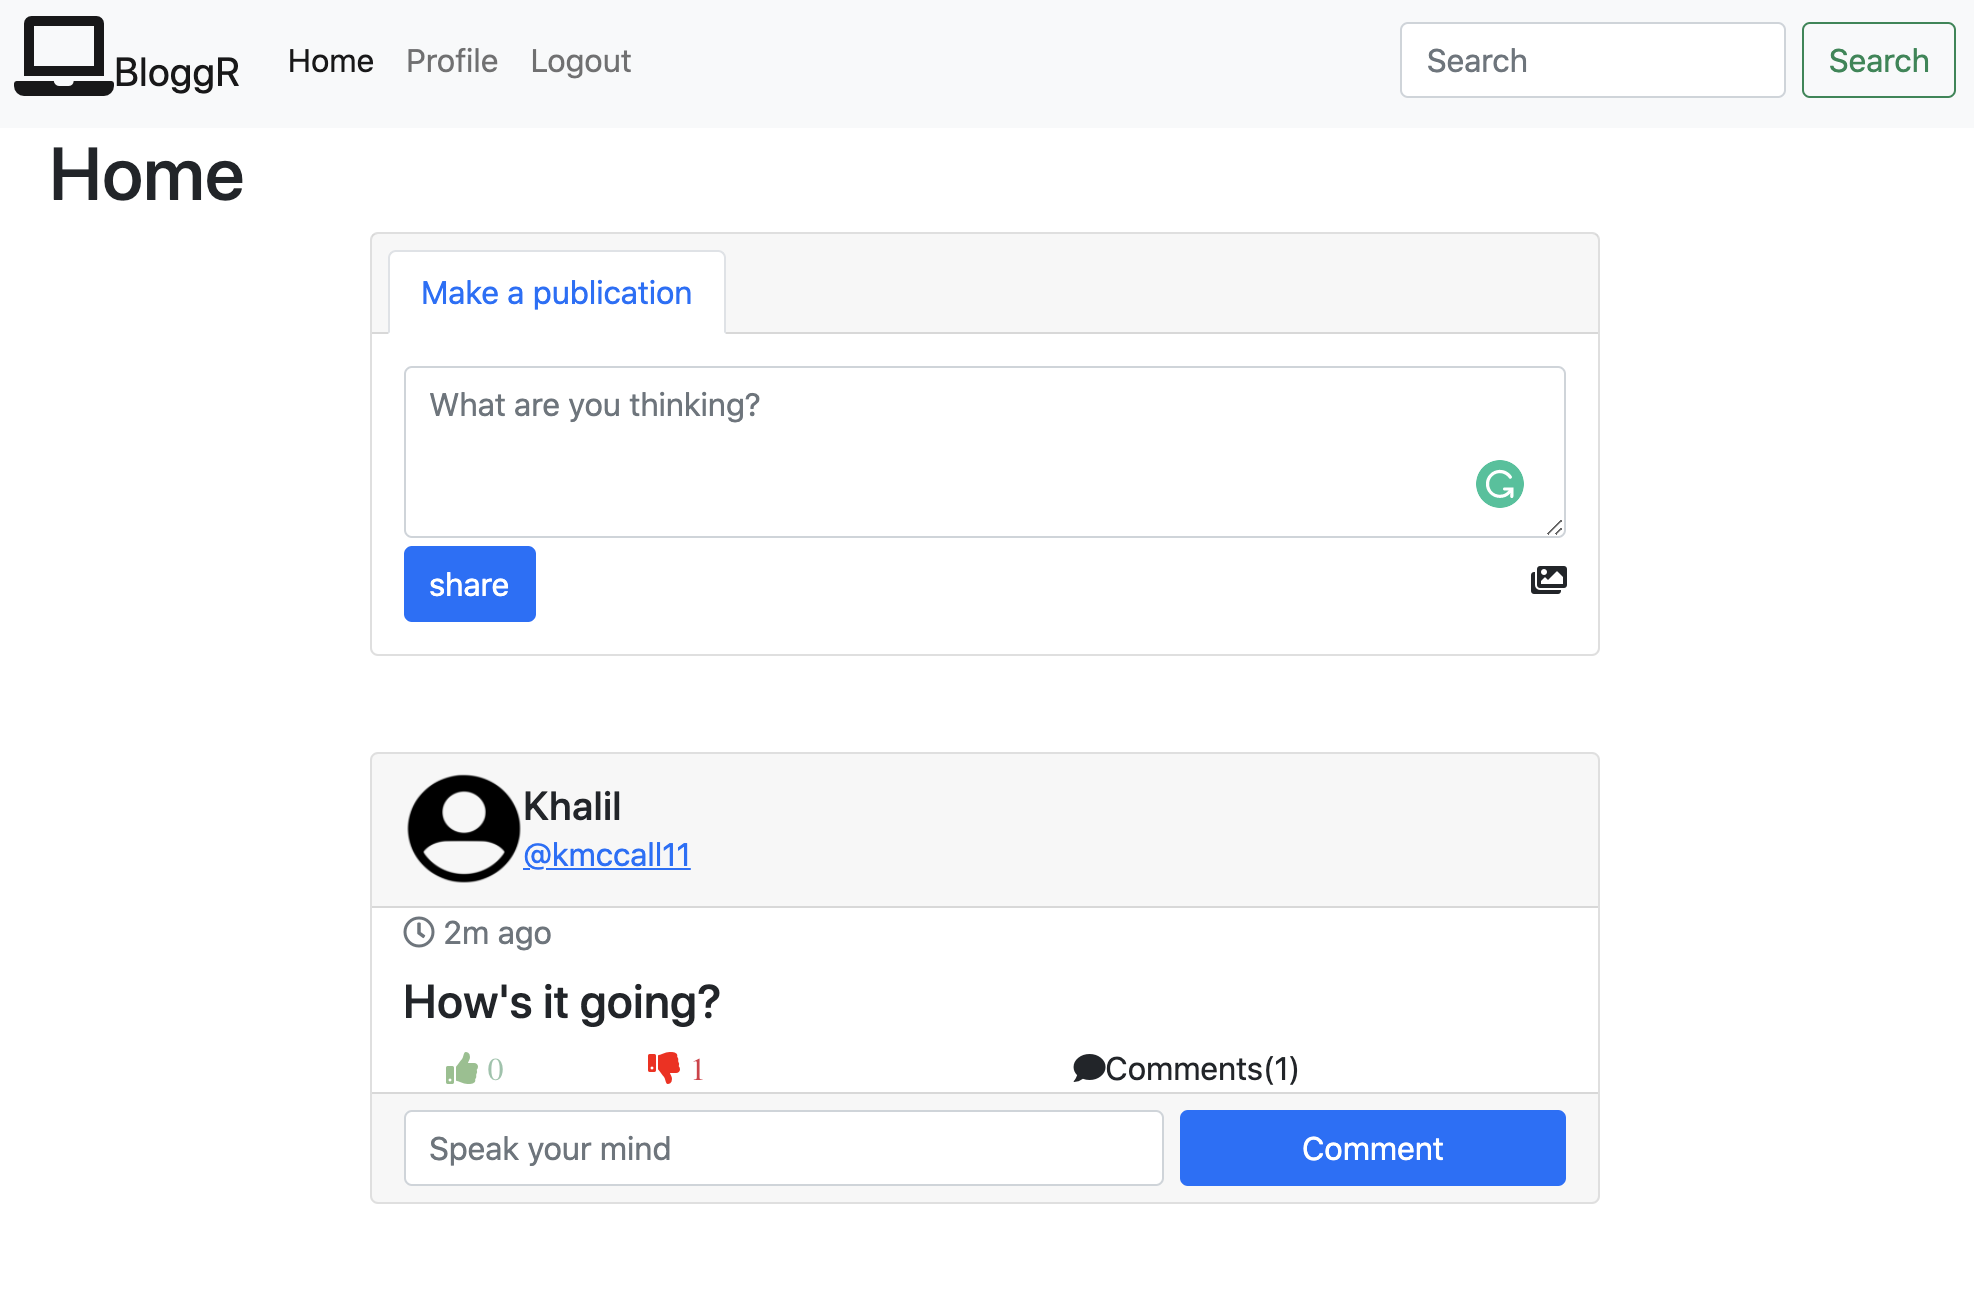 BloggR Home Profile Logout Search Search
Home
Make a publication
What are you thinking?
share
Khalil
@kmccall11
2m ago
How's it going?
0 1 Comments(1)
Speak your mind Comment